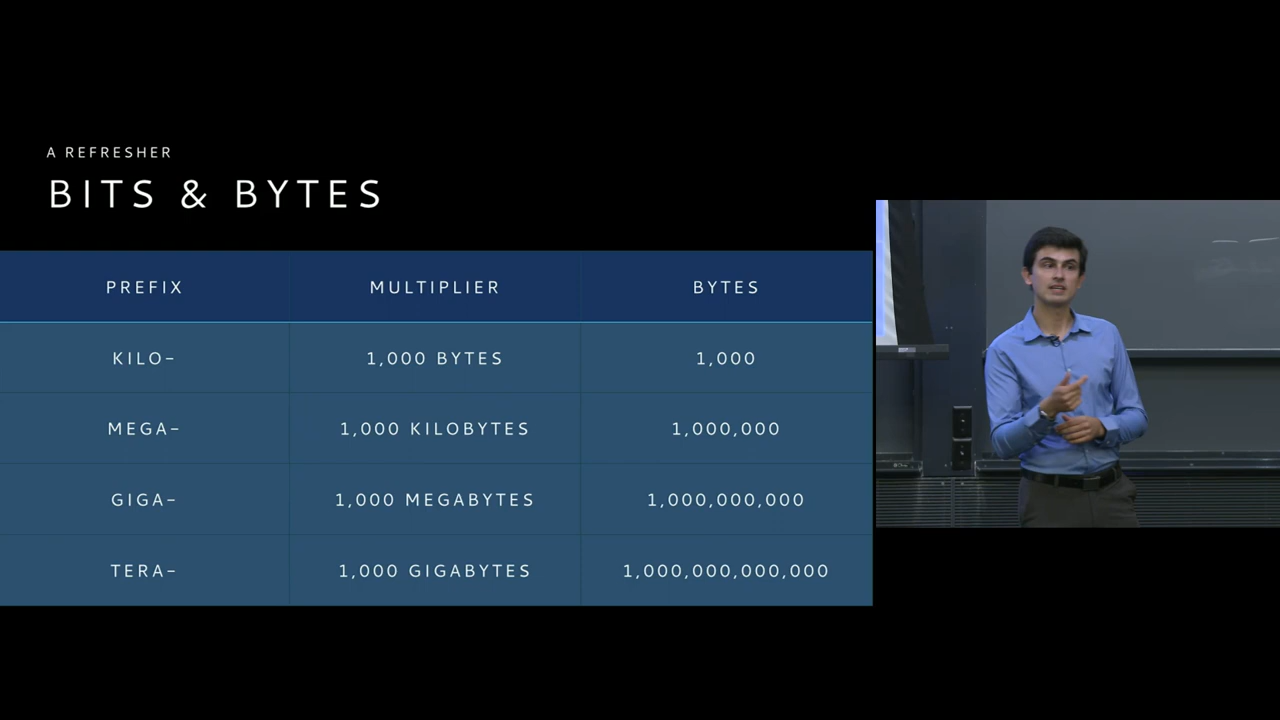 A REFRESHER
BITS & BYTES
PREFIX MULTIPLIER BYTES
KILO- 1,000 BYTES 1,000
MEGA- 1,000 KILOBYTES 1,000,000
GIGA- 1,000 MEGABYTES 1,000,000,000
TERA- 1,000 GIGABYTES 1,000,000,000,000